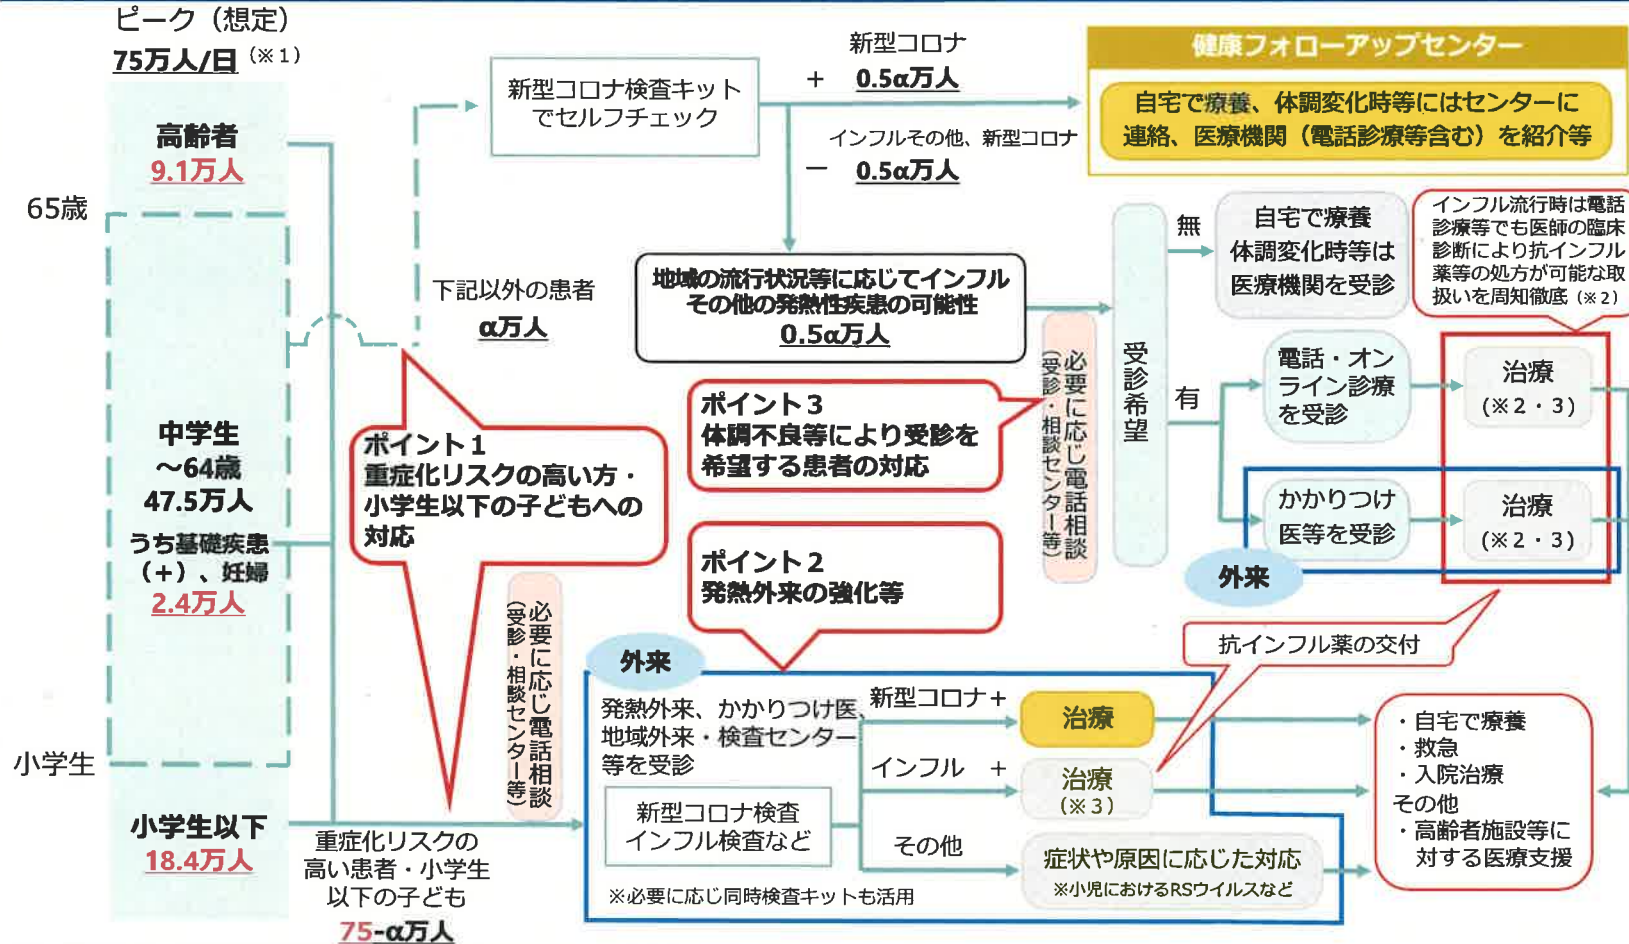 ピーク（想定）
75万人/日（※１）
高齢者
9.1万人
65歳
中学生
～64歳
47.5万人
うち基礎疾患
（+）、妊婦
2.4万人
小学生
小学生以下
18.4万人
下記以外の患者
α万人
新型コロナ検査キット
でセルフチェック
新型コロナ
＋ 0.5α万人
インフルその他、新型コロナ
－ 0.5α万人
健康フォローアップセンター
自宅で療養、体調変化時等にはセンターに
連絡、医療機関（電話診療等含む）を紹介等
地域の流行状況等に応じてインフル
その他の発熱性疾患の可能性
0.5α万人
必要に応じ電話相談
（受診・相談センター等）
受診希望
無
自宅で療養
体調変化時等は
医療機関を受診
インフル流行時は電話
診療等でも医師の臨床
診断により抗インフル
薬等の処方が可能な取
扱いを周知徹底（※２）
有
電話・オン
ライン診療
を受診
治療
（※２・３）
かかりつけ
医等を受診
治療
（※２・３）
外来
ポイント１
重症化リスクの高い方・
小学生以下の子どもへの
対応
ポイント３
体調不良等により受診を
希望する患者の対応
ポイント２
発熱外来の強化等
抗インフル薬の交付
重症化リスクの
高い患者・小学生
以下の子ども
75-α万人
必要に応じ電話相談
（受診・相談センター等）
外来
発熱外来、かかりつけ医、
地域外来・検査センター
等を受診
新型コロナ検査
インフル検査など
※必要に応じ同時検査キットも活用
新型コロナ＋
治療
インフル　＋
治療
（※３）
その他
症状や原因に応じた対応
※小児におけるRSウイルスなど
・自宅で療養
・救急
・入院治療
その他
・高齢者施設等に
対する医療支援